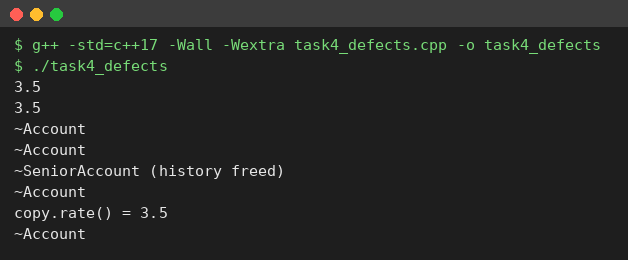 $ g++ -std=c++17 -Wall -Wextra task4_defects.cpp -o task4_defects
$ ./task4_defects
3.5
3.5
~Account
~Account
~SeniorAccount (history freed)
~Account
copy.rate() = 3.5
~Account